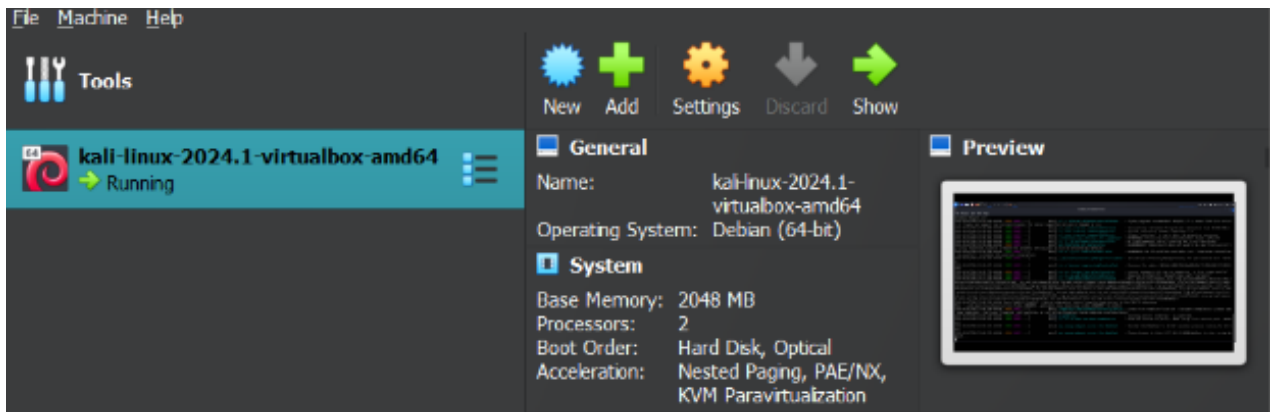 File Machine Help
Tools
New Add Settings Discard Show
64
kali-linux-2024.1-virtualbox-amd64
Running
General
Name: kali-linux-2024.1-
virtualbox-amd64
Operating System: Debian (64-bit)
System
Base Memory: 2048 MB
Processors: 2
Boot Order: Hard Disk, Optical
Acceleration: Nested Paging, PAE/NX,
KVM Paravirtualization
Preview